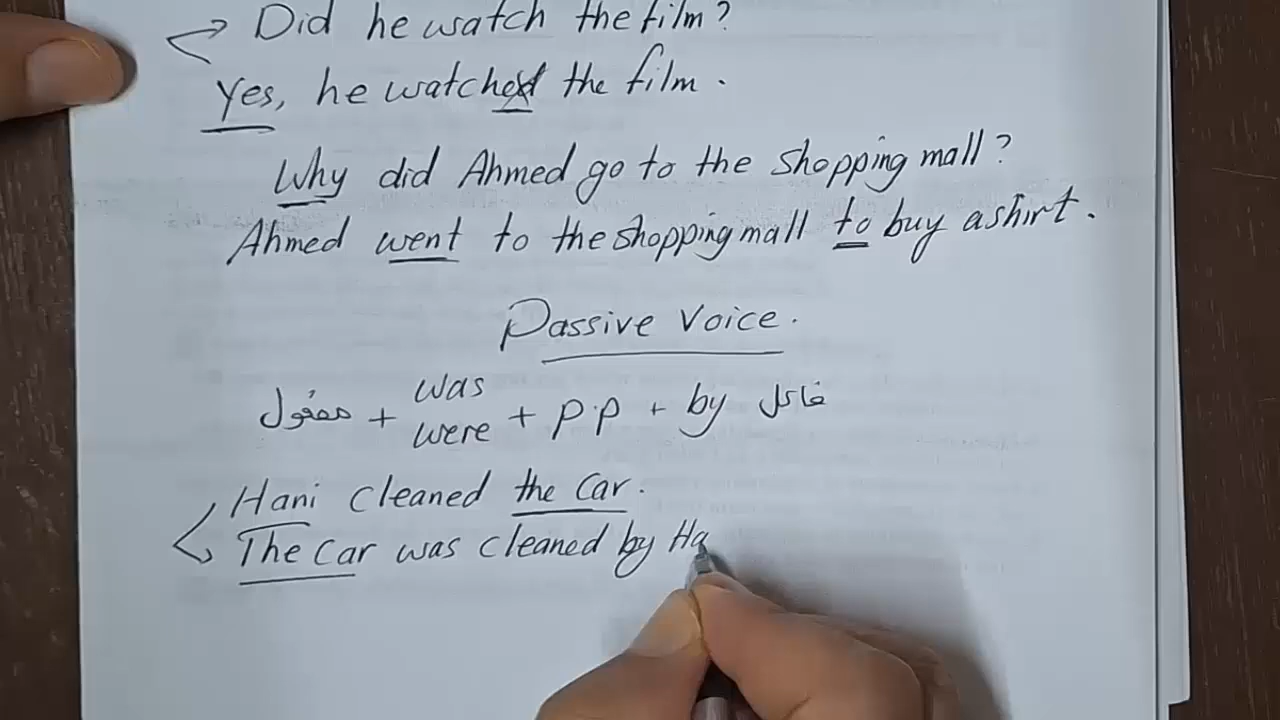 Did he watch the film?
Yes, he watched the film.
Why did Ahmed go to the shopping mall?
Ahmed went to the shopping mall to buy a shirt.
Passive Voice.
مفعول + was were + p.p + by فاعل
Hani cleaned the car.
The car was cleaned by Ha